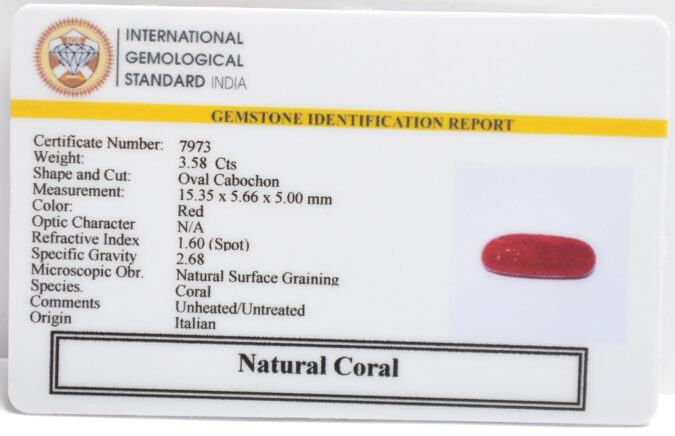 IGS
INTERNATIONAL
GEMOLOGICAL
STANDARD INDIA
GEMSTONE IDENTIFICATION REPORT
Certificate Number: 7973
Weight: 3.58 Cts
Shape and Cut: Oval Cabochon
Measurement: 15.35 x 5.66 x 5.00 mm
Color: Red
Optic Character N/A
Refractive Index 1.60 (Spot)
Specific Gravity 2.68
Microscopic Obr. Natural Surface Graining
Species. Coral
Comments Unheated/Untreated
Origin Italian
Natural Coral